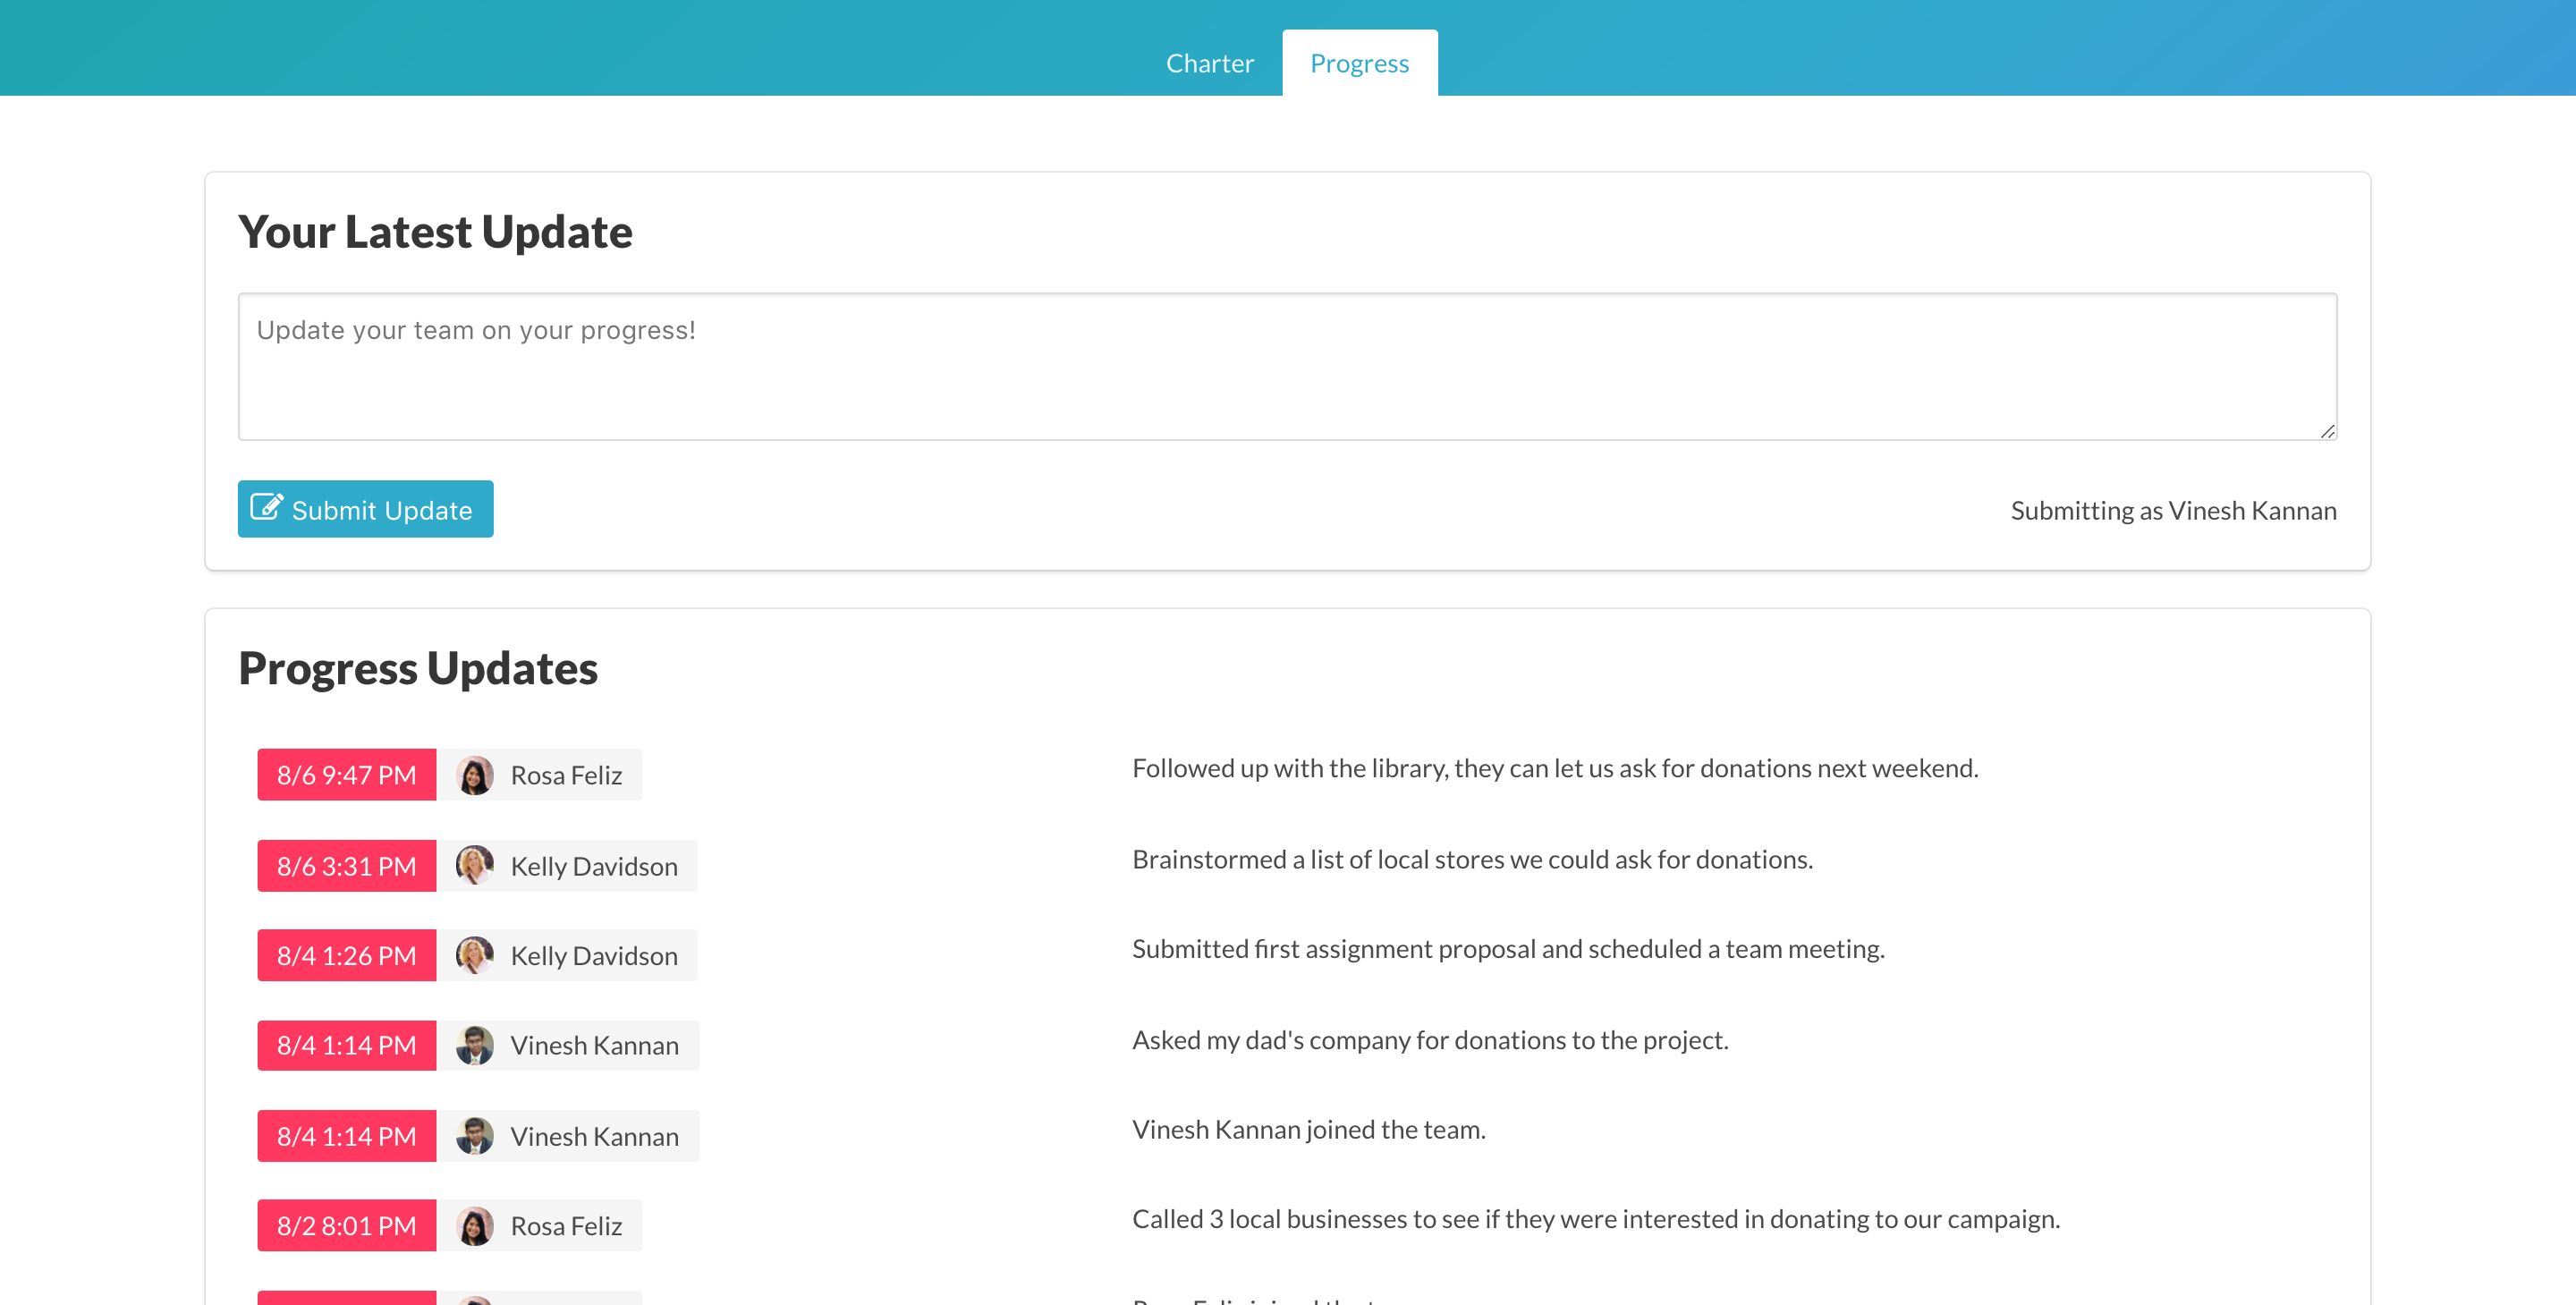 Charter
Progress
Your Latest Update
Update your team on your progress!
Submit Update
Submitting as Vinesh Kannan
Progress Updates
8/6 9:47 PM Rosa Feliz Followed up with the library, they can let us ask for donations next weekend.
8/6 3:31 PM Kelly Davidson Brainstormed a list of local stores we could ask for donations.
8/4 1:26 PM Kelly Davidson Submitted first assignment proposal and scheduled a team meeting.
8/4 1:14 PM Vinesh Kannan Asked my dad's company for donations to the project.
8/4 1:14 PM Vinesh Kannan Vinesh Kannan joined the team.
8/2 8:01 PM Rosa Feliz Called 3 local businesses to see if they were interested in donating to our campaign.